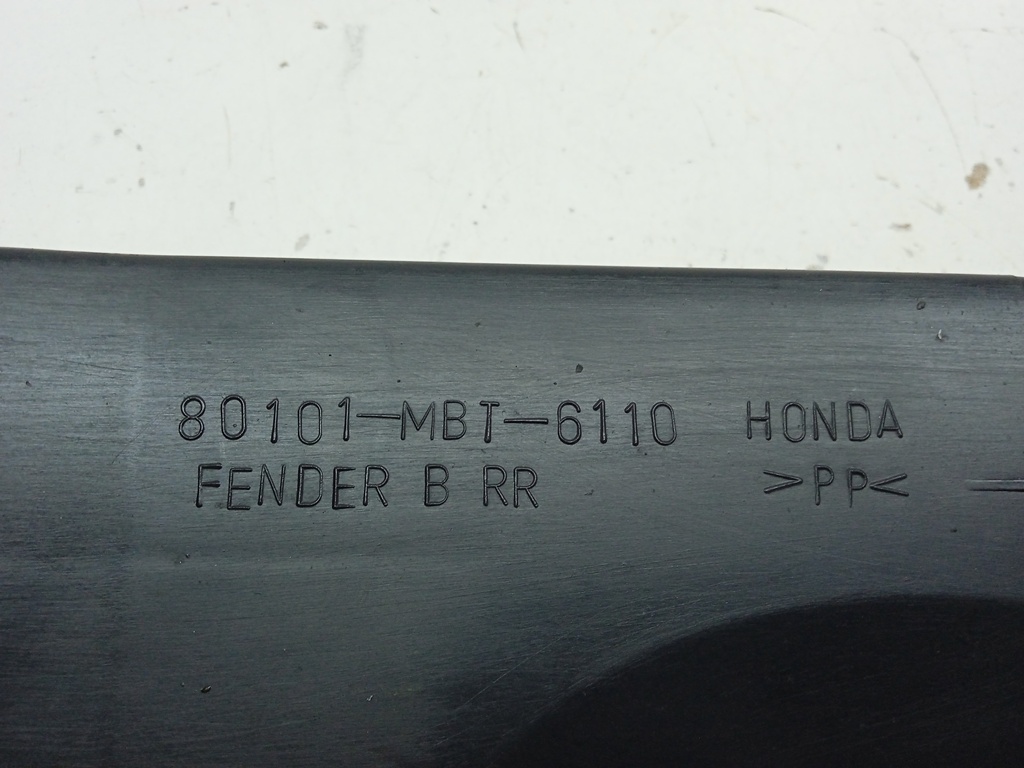 80101-MBT-6110 HONDA
FENDER B RR >PP<